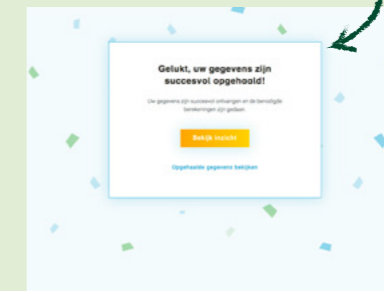 Gelukt, uw gegevens zijn
succesvol opgehaald!
Uw gegevens zijn succesvol ontvangen en de benodigde
berekeningen zijn gedaan.
Bekijk inzicht
Opgehaalde gegevens bekijken